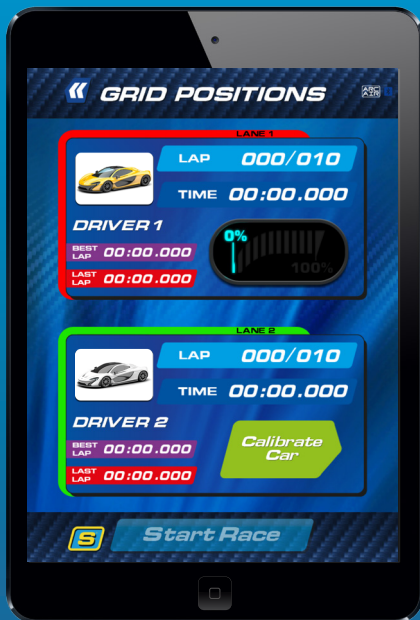 GRID POSITIONS
ARC
AIR
LANE 1
LAP 000/010
TIME 00:00.000
DRIVER 1
BEST
LAP 00:00.000
LAST
LAP 00:00.000
0%
100%
LANE 2
LAP 000/010
TIME 00:00.000
DRIVER 2
BEST
LAP 00:00.000
LAST
LAP 00:00.000
Calibrate
Car
S
Start Race